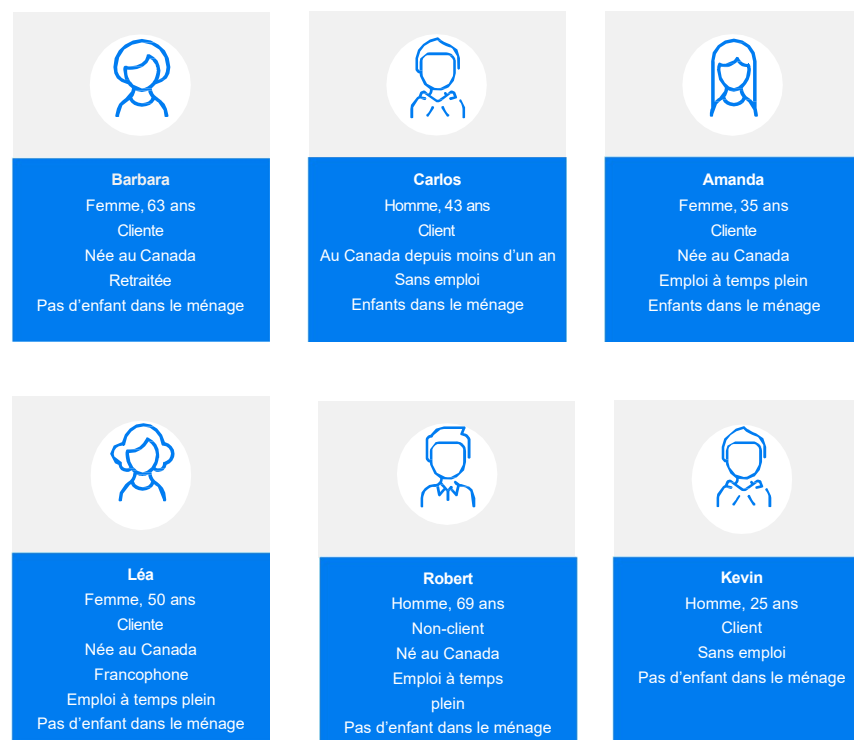 Barbara
Femme, 63 ans
Cliente
Née au Canada
Retraitée
Pas d'enfant dans le ménage
Carlos
Homme, 43 ans
Client
Au Canada depuis moins d'un an
Sans emploi
Enfants dans le ménage
Amanda
Femme, 35 ans
Cliente
Née au Canada
Emploi à temps plein
Enfants dans le ménage
Léa
Femme, 50 ans
Cliente
Née au Canada
Francophone
Emploi à temps plein
Pas d'enfant dans le ménage
Robert
Homme, 69 ans
Non-client
Né au Canada
Emploi à temps
plein
Pas d'enfant dans le ménage
Kevin
Homme, 25 ans
Client
Sans emploi
Pas d'enfant dans le ménage